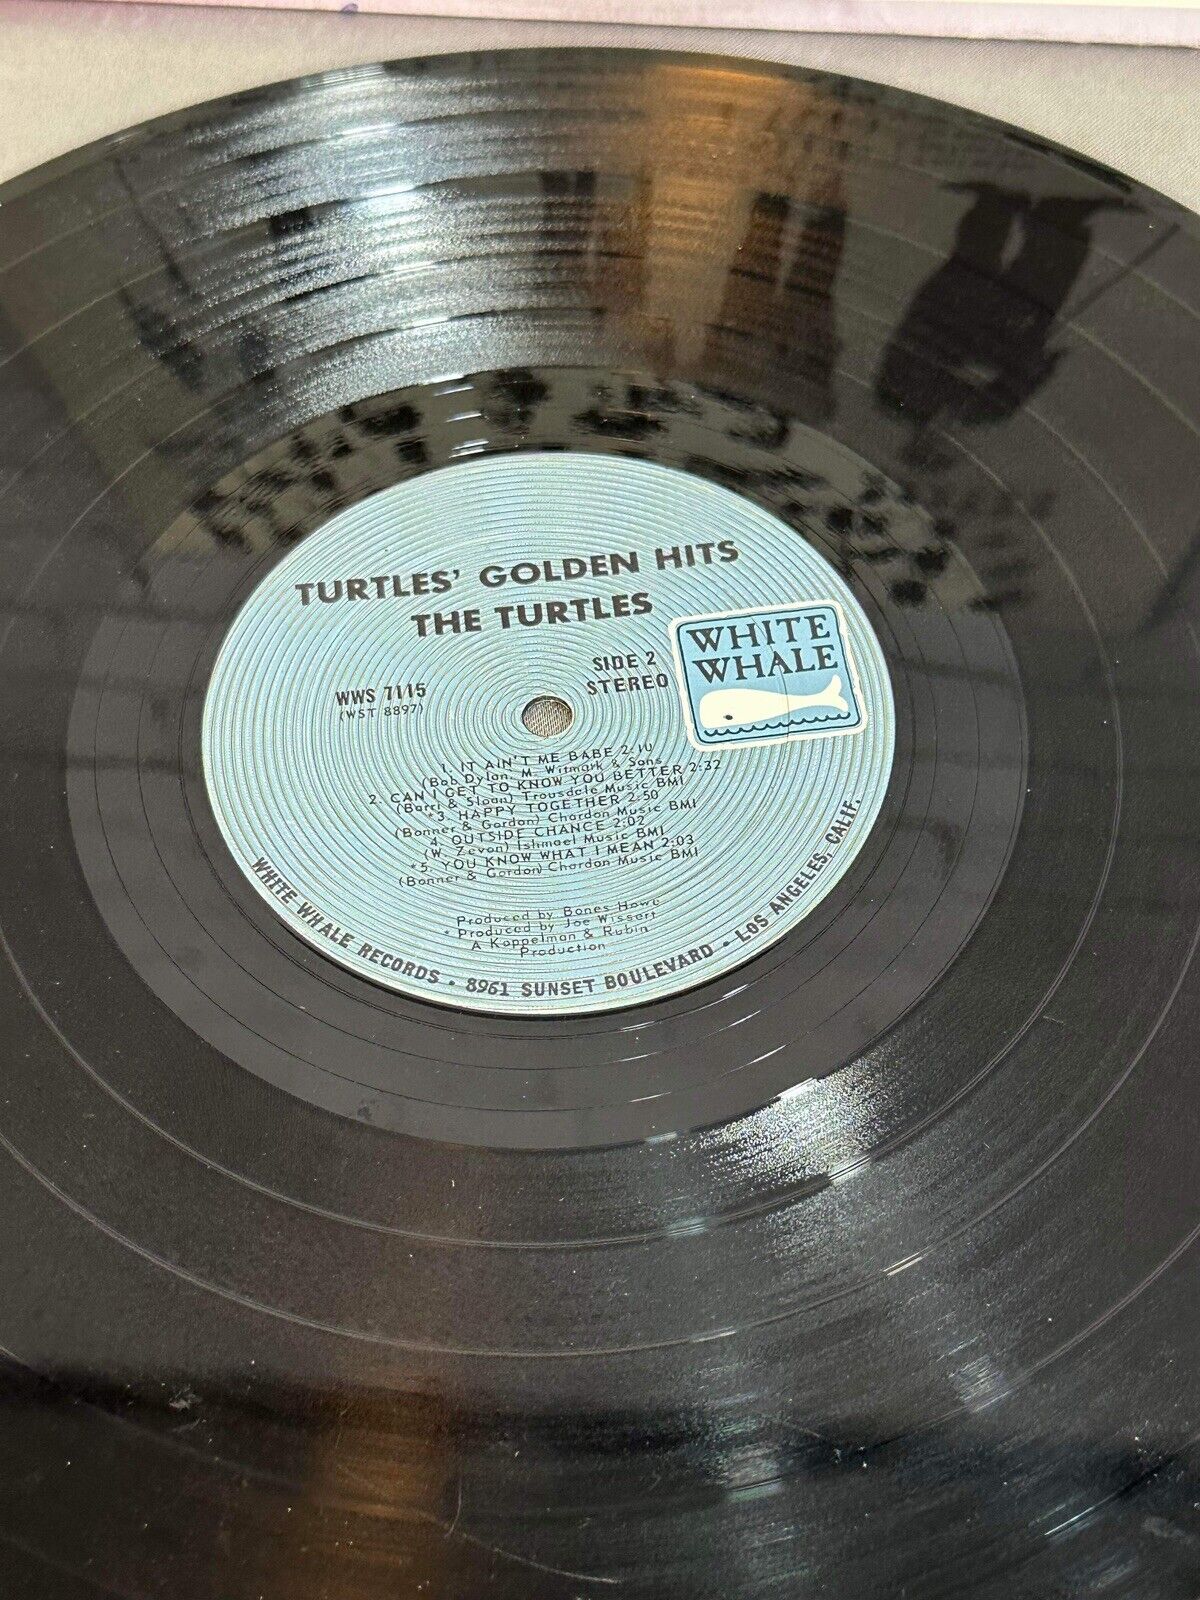 TURTLES' GOLDEN HITS
THE TURTLES
SIDE 2
STEREO
WHITE
WHALE
WWS 7115
(WST 8897)
1. IT AIN'T ME BABE 2:10
(Bob Dylan, M. Witmark & Sons
2. CAN I GET TO KNOW YOU BETTER 2:32
(Barri & Sloan) Trousdale Music BMI
*3. HAPPY TOGETHER 2:50
(Bonner & Gordon) Chardon Music BMI
4. OUTSIDE CHANCE 2:02
(W. Zevon) Ishmael Music BMI
*5. YOU KNOW WHAT I MEAN 2:03
(Bonner & Gordon) Chardon Music BMI
Produced by Bones Howe
* Produced by Joe Wissert
A Koppelman & Rubin
Production
WHITE WHALE RECORDS • 8961 SUNSET BOULEVARD • LOS ANGELES, CALIF.